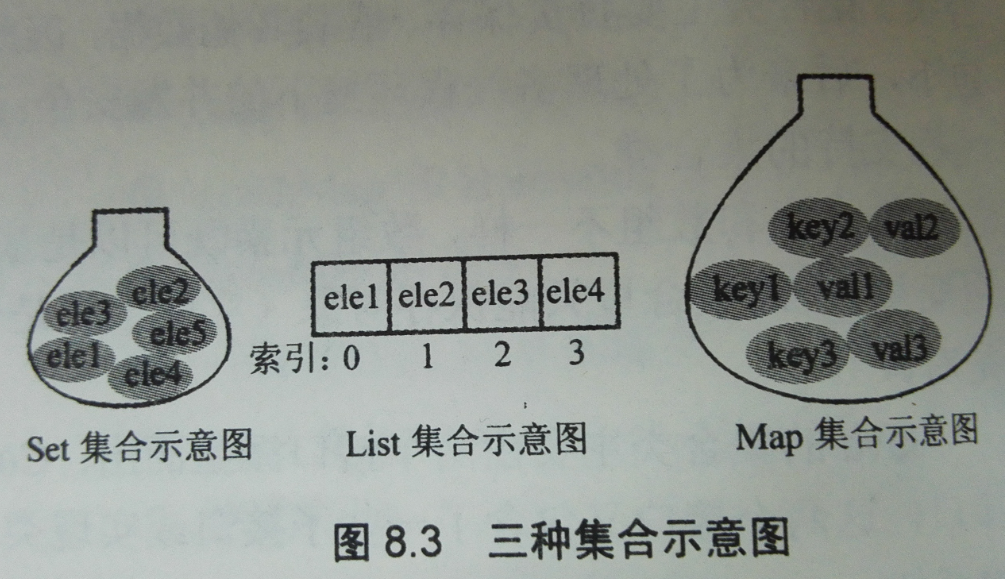 ele3 ele2
ele5
ele1 ele4
Set 集合示意图
ele1 ele2 ele3 ele4
索引: 0 1 2 3
List 集合示意图
key2 val2
key1 val1
key3 val3
Map 集合示意图
图 8.3 三种集合示意图